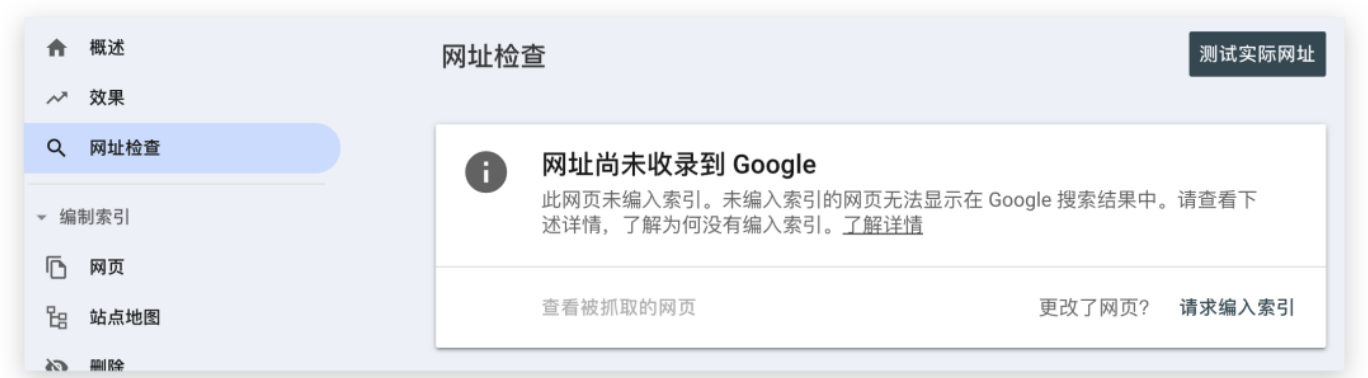 概述
效果
网址检查
编制索引
网页
站点地图
删除
网址检查
测试实际网址
网址尚未收录到 Google
此网页未编入索引。未编入索引的网页无法显示在 Google 搜索结果中。请查看下
述详情，了解为何没有编入索引。了解详情
查看被抓取的网页
更改了网页？ 请求编入索引